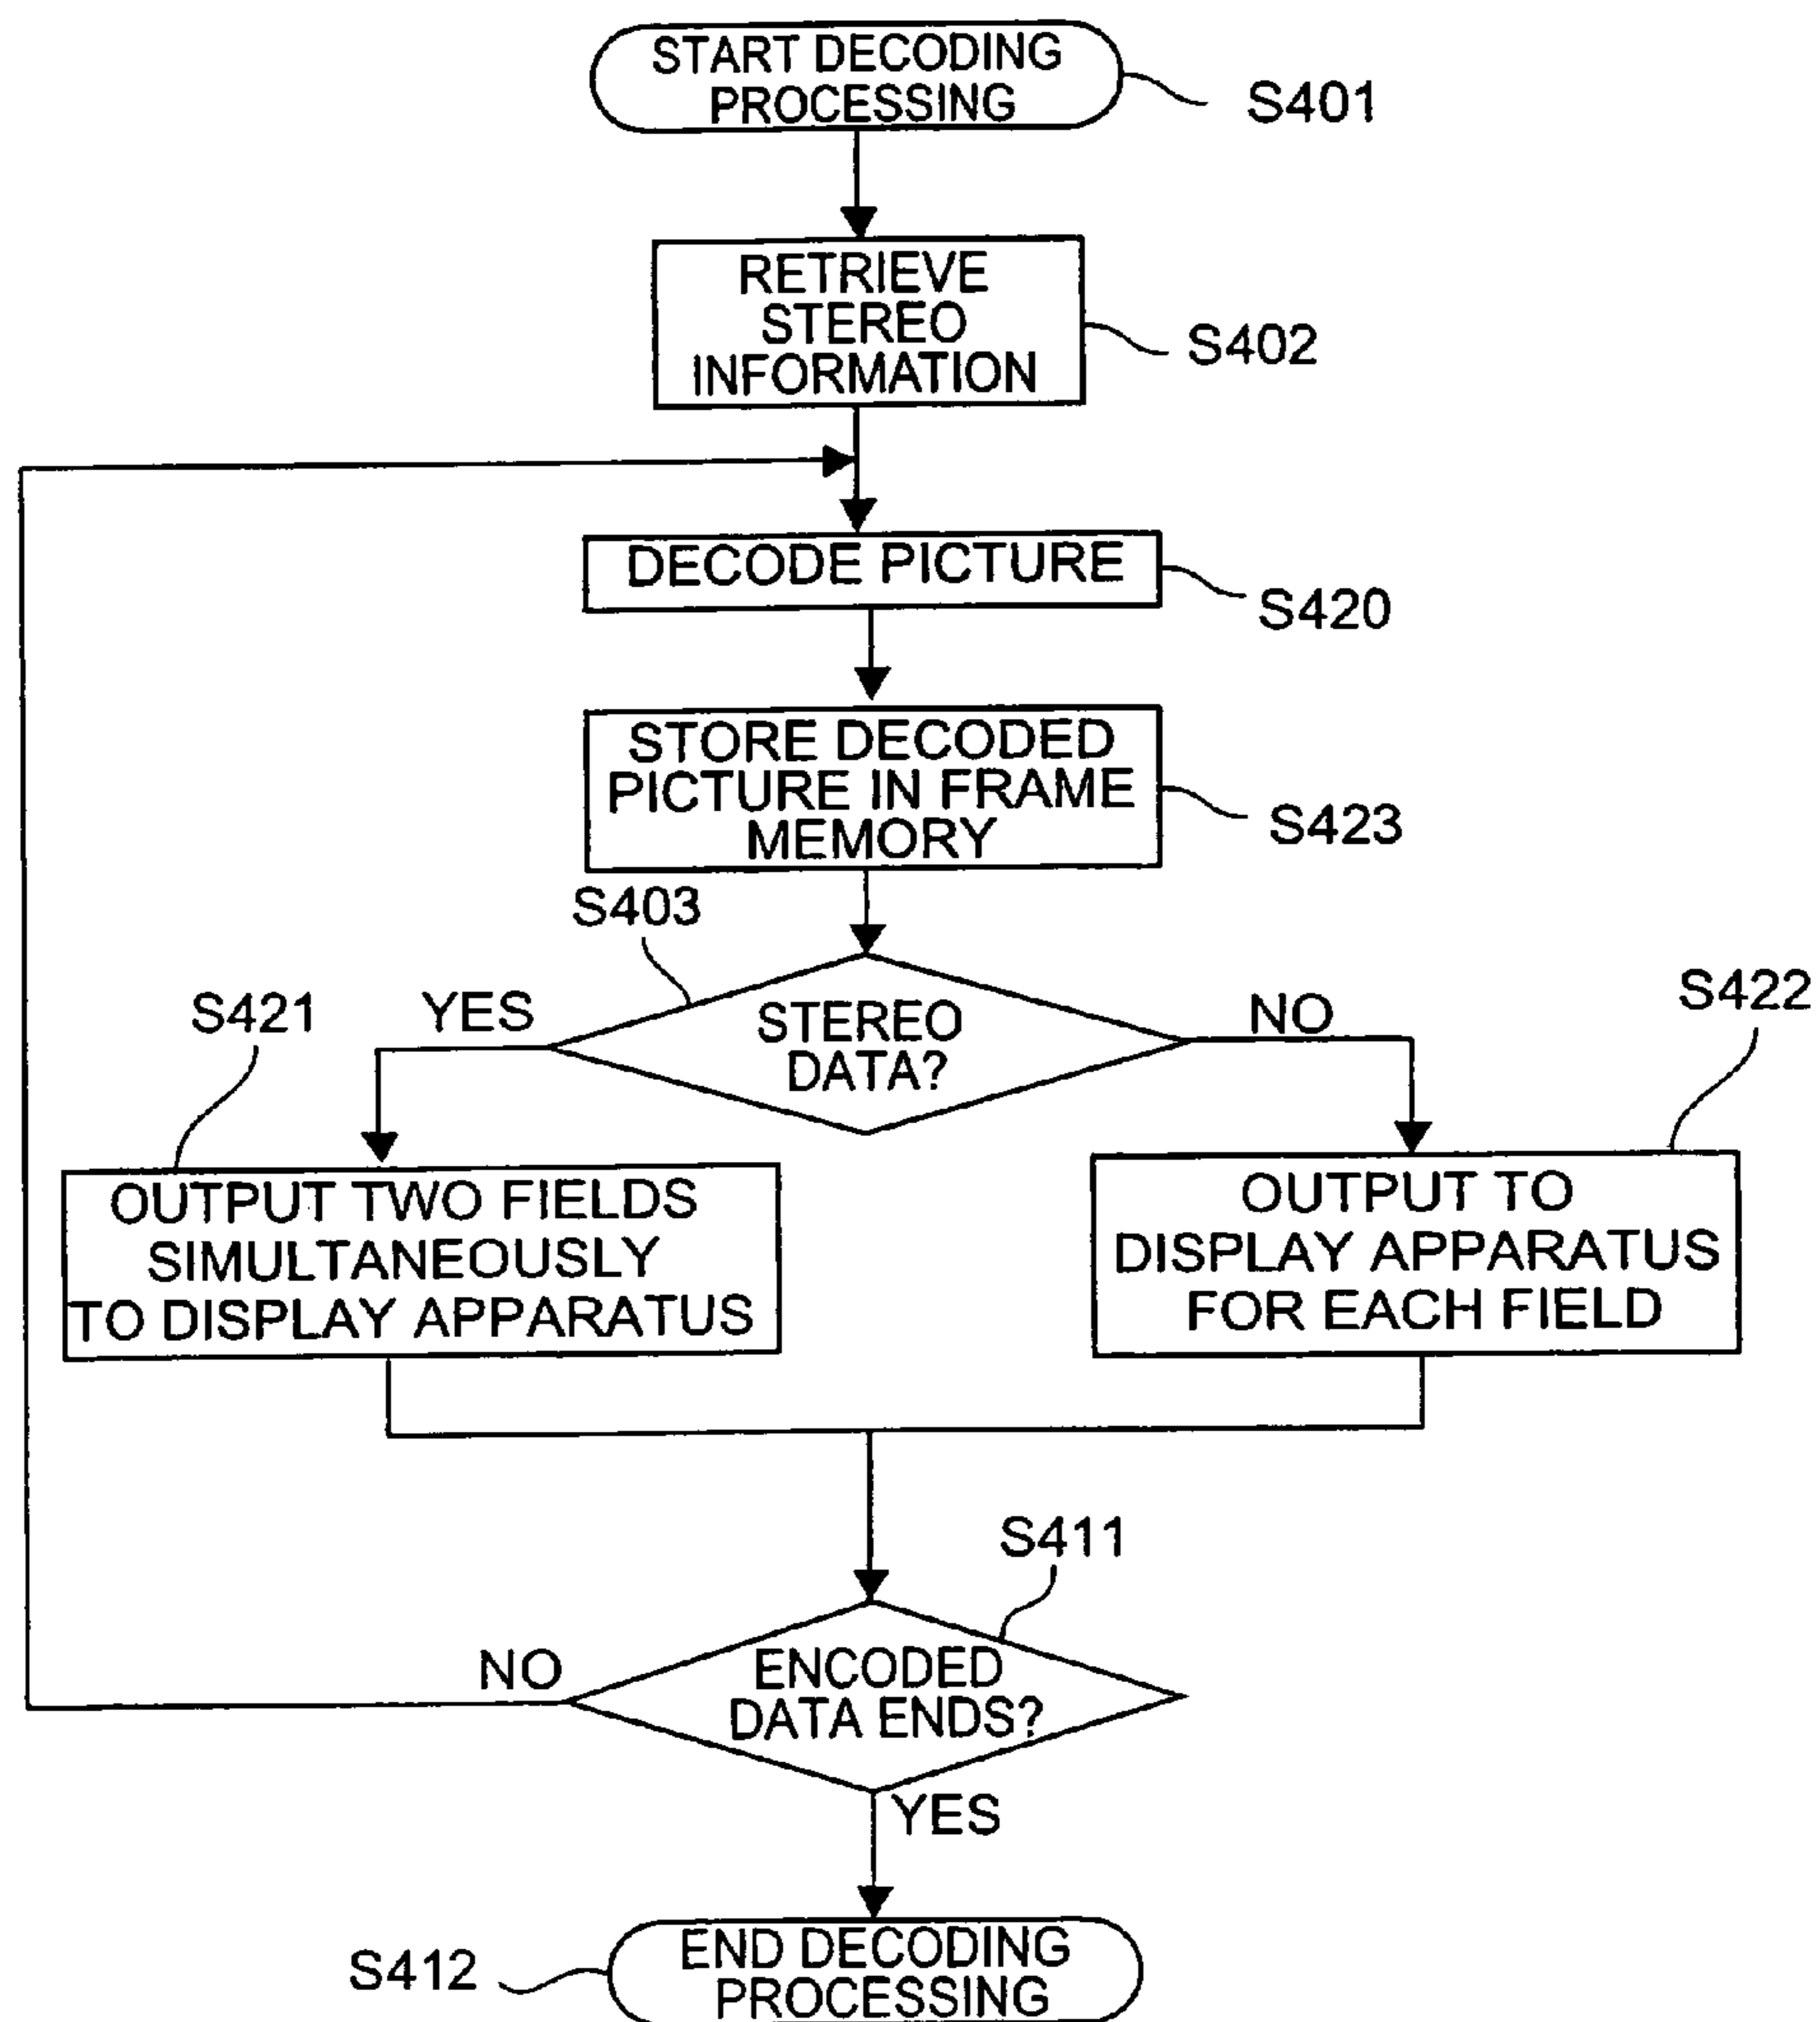 START DECODING
PROCESSING
S401
RETRIEVE
STEREO
INFORMATION
S402
DECODE PICTURE
S420
STORE DECODED
PICTURE IN FRAME
MEMORY
S423
S403
STEREO
DATA?
YES
NO
S421
S422
OUTPUT TWO FIELDS
SIMULTANEOUSLY
TO DISPLAY APPARATUS
OUTPUT TO
DISPLAY APPARATUS
FOR EACH FIELD
S411
ENCODED
DATA ENDS?
NO
YES
S412
END DECODING
PROCESSING